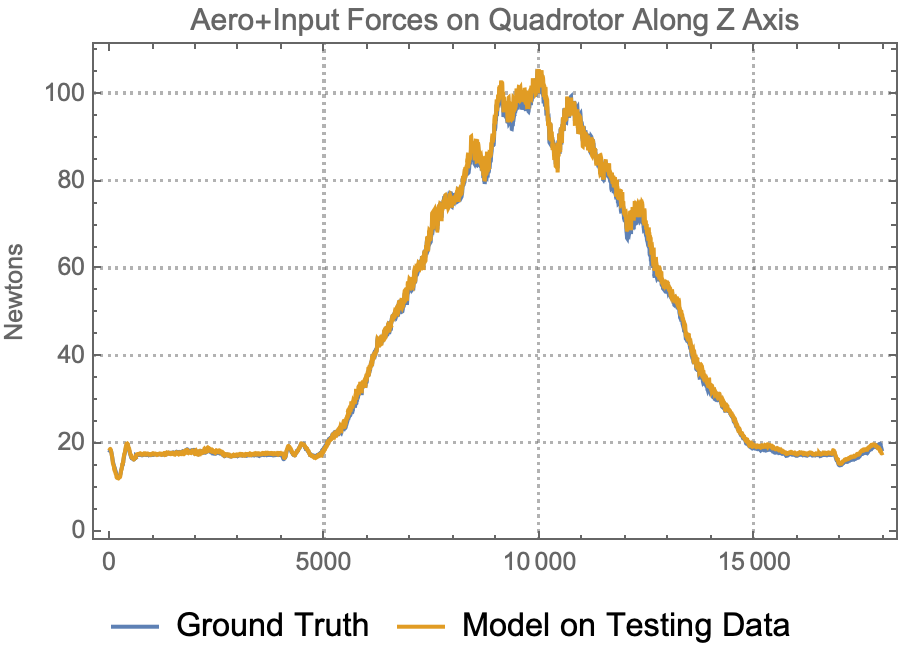 Aero+Input Forces on Quadrotor Along Z Axis
Newtons
100
80
60
40
20
0
0 5000 10 000 15 000
Ground Truth Model on Testing Data